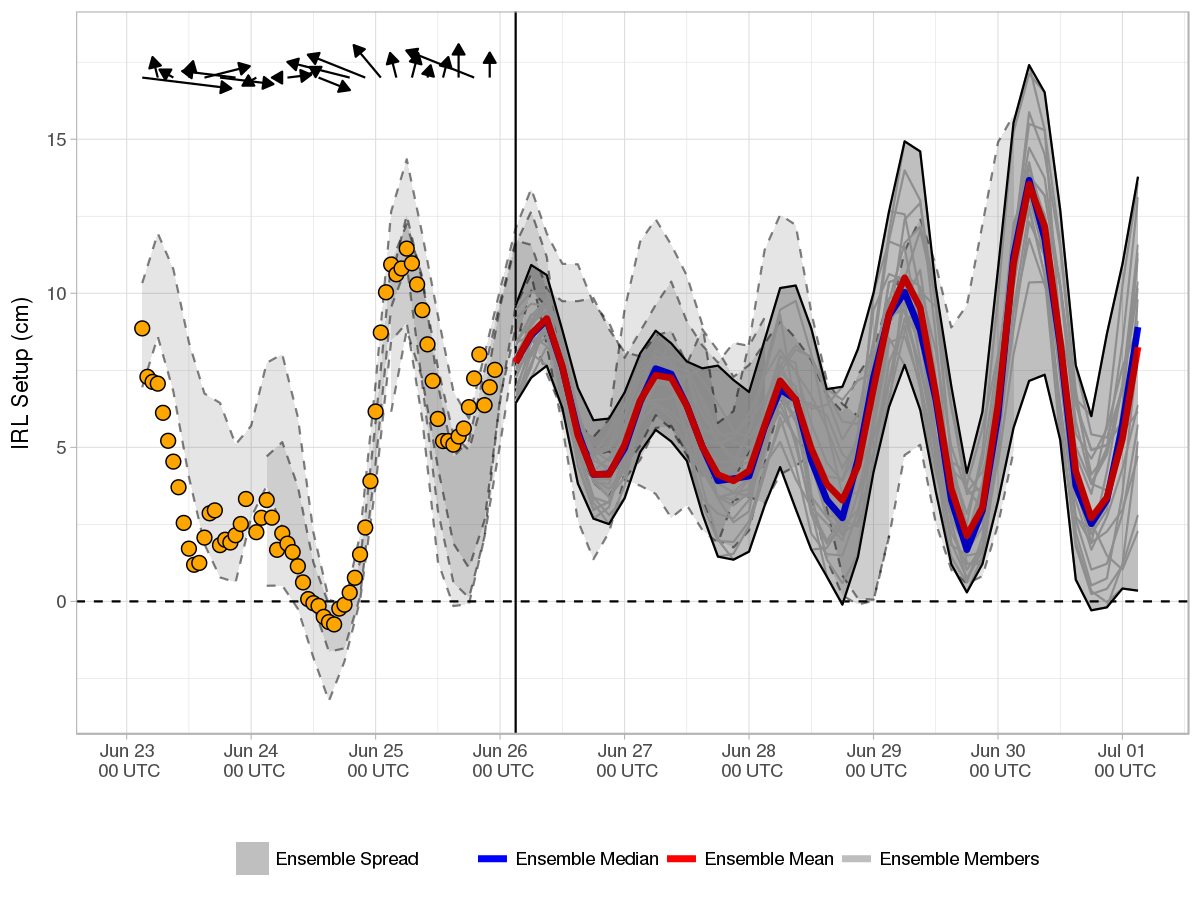 IRL Setup (cm)
15
10
5
0
Jun 23 Jun 24 Jun 25 Jun 26 Jun 27 Jun 28 Jun 29 Jun 30 Jul 01
00 UTC 00 UTC 00 UTC 00 UTC 00 UTC 00 UTC 00 UTC 00 UTC 00 UTC
Ensemble Spread Ensemble Median Ensemble Mean Ensemble Members